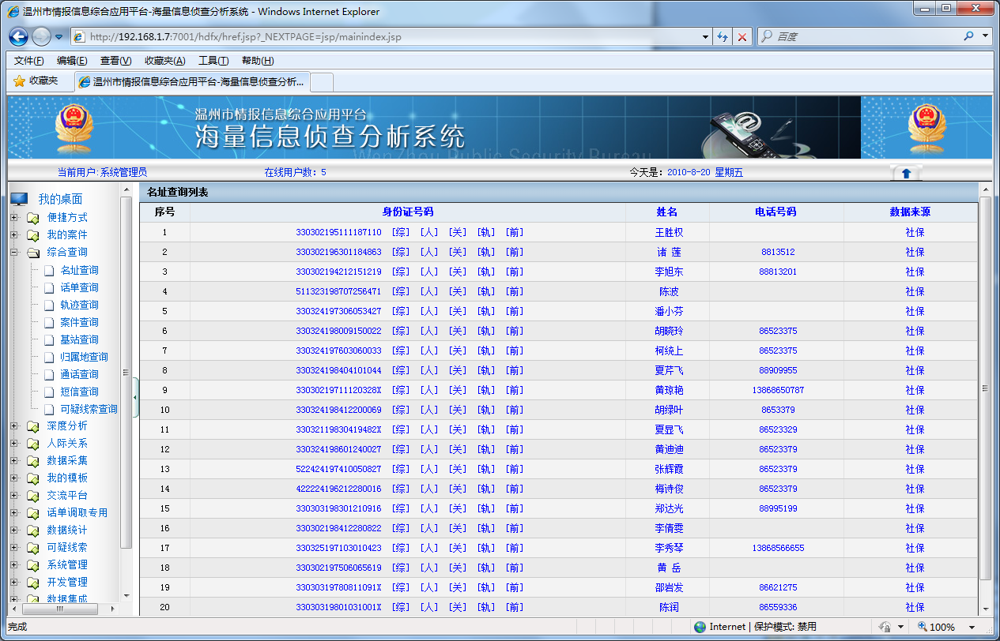 温州市情报信息综合应用平台-海量信息侦查分析系统 - Windows Internet Explorer
http://192.168.1.7:7001/hdfx/href.jsp?_NEXTPAGE=jsp/mainindex.jsp
百度
文件(F) 编辑(E) 查看(V) 收藏夹(A) 工具(T) 帮助(H)
收藏夹 温州市情报信息综合应用平台-海量信息侦查分析...
温州市情报信息综合应用平台
海量信息侦查分析系统
WenZhou Public Security Bureau
当前用户:系统管理员 在线用户数: 5 今天是: 2010-8-20 星期五
我的桌面
便捷方式
我的案件
综合查询
名址查询
话单查询
轨迹查询
案件查询
基站查询
归属地查询
通话查询
短信查询
可疑线索查询
深度分析
人际关系
数据采集
我的模板
交流平台
话单调取专用
数据统计
可疑线索
系统管理
开发管理
数据集成
名址查询列表
序号 身份证号码 姓名 电话号码 数据来源
1 330302195111187110 [综] [人] [关] [轨] [前] 王胜权 社保
2 330302196301184863 [综] [人] [关] [轨] [前] 诸 莲 8813512 社保
3 330302194212151219 [综] [人] [关] [轨] [前] 李旭东 88813201 社保
4 511323198707256471 [综] [人] [关] [轨] [前] 陈波 社保
5 330324197306053427 [综] [人] [关] [轨] [前] 潘小芬 社保
6 330324198009150022 [综] [人] [关] [轨] [前] 胡晓玲 86523375 社保
7 330324197603060033 [综] [人] [关] [轨] [前] 柯统上 86523375 社保
8 330324198404101044 [综] [人] [关] [轨] [前] 夏芹飞 88909955 社保
9 33030219711120328X [综] [人] [关] [轨] [前] 黄琼艳 13868650787 社保
10 330324198412200069 [综] [人] [关] [轨] [前] 胡绿叶 8653379 社保
11 33032119830419482X [综] [人] [关] [轨] [前] 夏显飞 86523329 社保
12 330324198601240027 [综] [人] [关] [轨] [前] 黄迪迪 86523379 社保
13 522424197410050827 [综] [人] [关] [轨] [前] 张辉霞 86523379 社保
14 422224196212280016 [综] [人] [关] [轨] [前] 梅诗俊 86523379 社保
15 330303198301210916 [综] [人] [关] [轨] [前] 郑达光 88995199 社保
16 330302198412280822 [综] [人] [关] [轨] [前] 李倩雯 社保
17 330325197103010423 [综] [人] [关] [轨] [前] 李秀琴 13868566655 社保
18 330302197506065619 [综] [人] [关] [轨] [前] 黄 岳 社保
19 33030319780811091X [综] [人] [关] [轨] [前] 邵岩发 86621275 社保
20 33030319801031001X [综] [人] [关] [轨] [前] 陈润 86559336 社保
完成 Internet | 保护模式: 禁用 100%